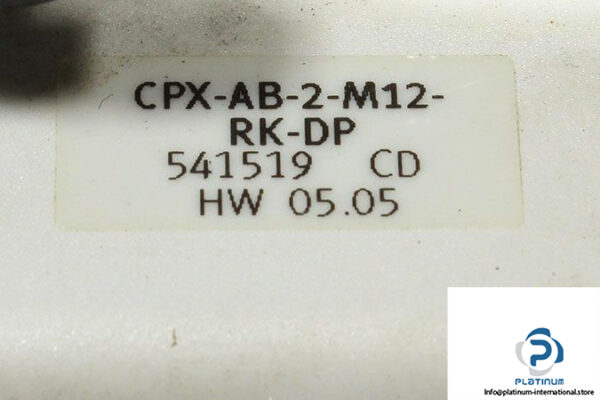 CPX-AB-2-M12-
RK-DP
541519 CD
HW 05.05
PLATINUM
Info@platinum-international.store